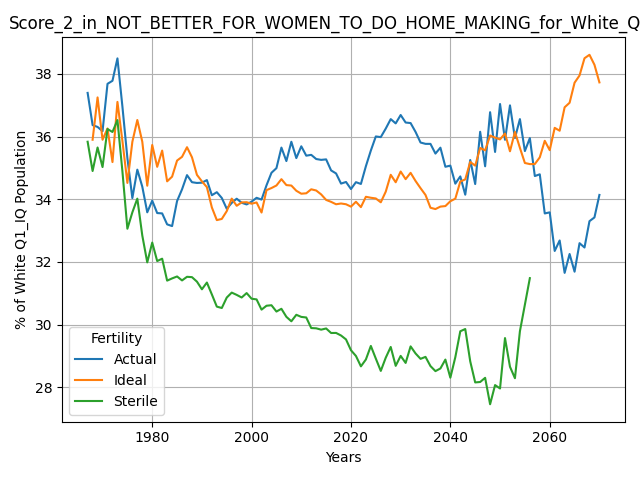 Score_2_in_NOT_BETTER_FOR_WOMEN_TO_DO_HOME_MAKING_for_White_Q
% of White Q1_IQ Population
38
36
34
32
30
28
Fertility
Actual
Ideal
Sterile
1980
2000
2020
2040
2060
Years